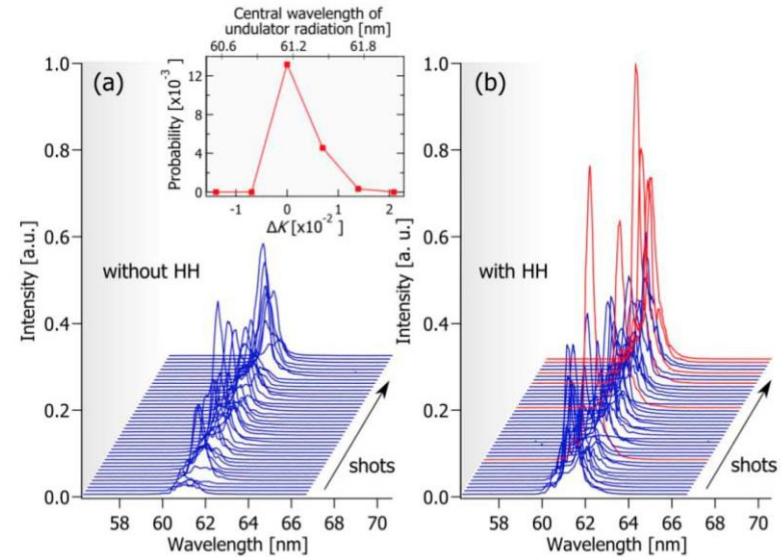 Central wavelength of
undulator radiation [nm]
60.6 61.2 61.8
Probability [x10⁻³]
12
8
4
0
-1 0 1 2
ΔK [x10⁻² ]
(a)
without HH
Intensity [a.u.]
1.0
0.8
0.6
0.4
0.2
0.0
58 60 62 64 66 68 70
Wavelength [nm]
shots
(b)
with HH
Intensity [a. u.]
1.0
0.8
0.6
0.4
0.2
0.0
58 60 62 64 66 68 70
Wavelength [nm]
shots